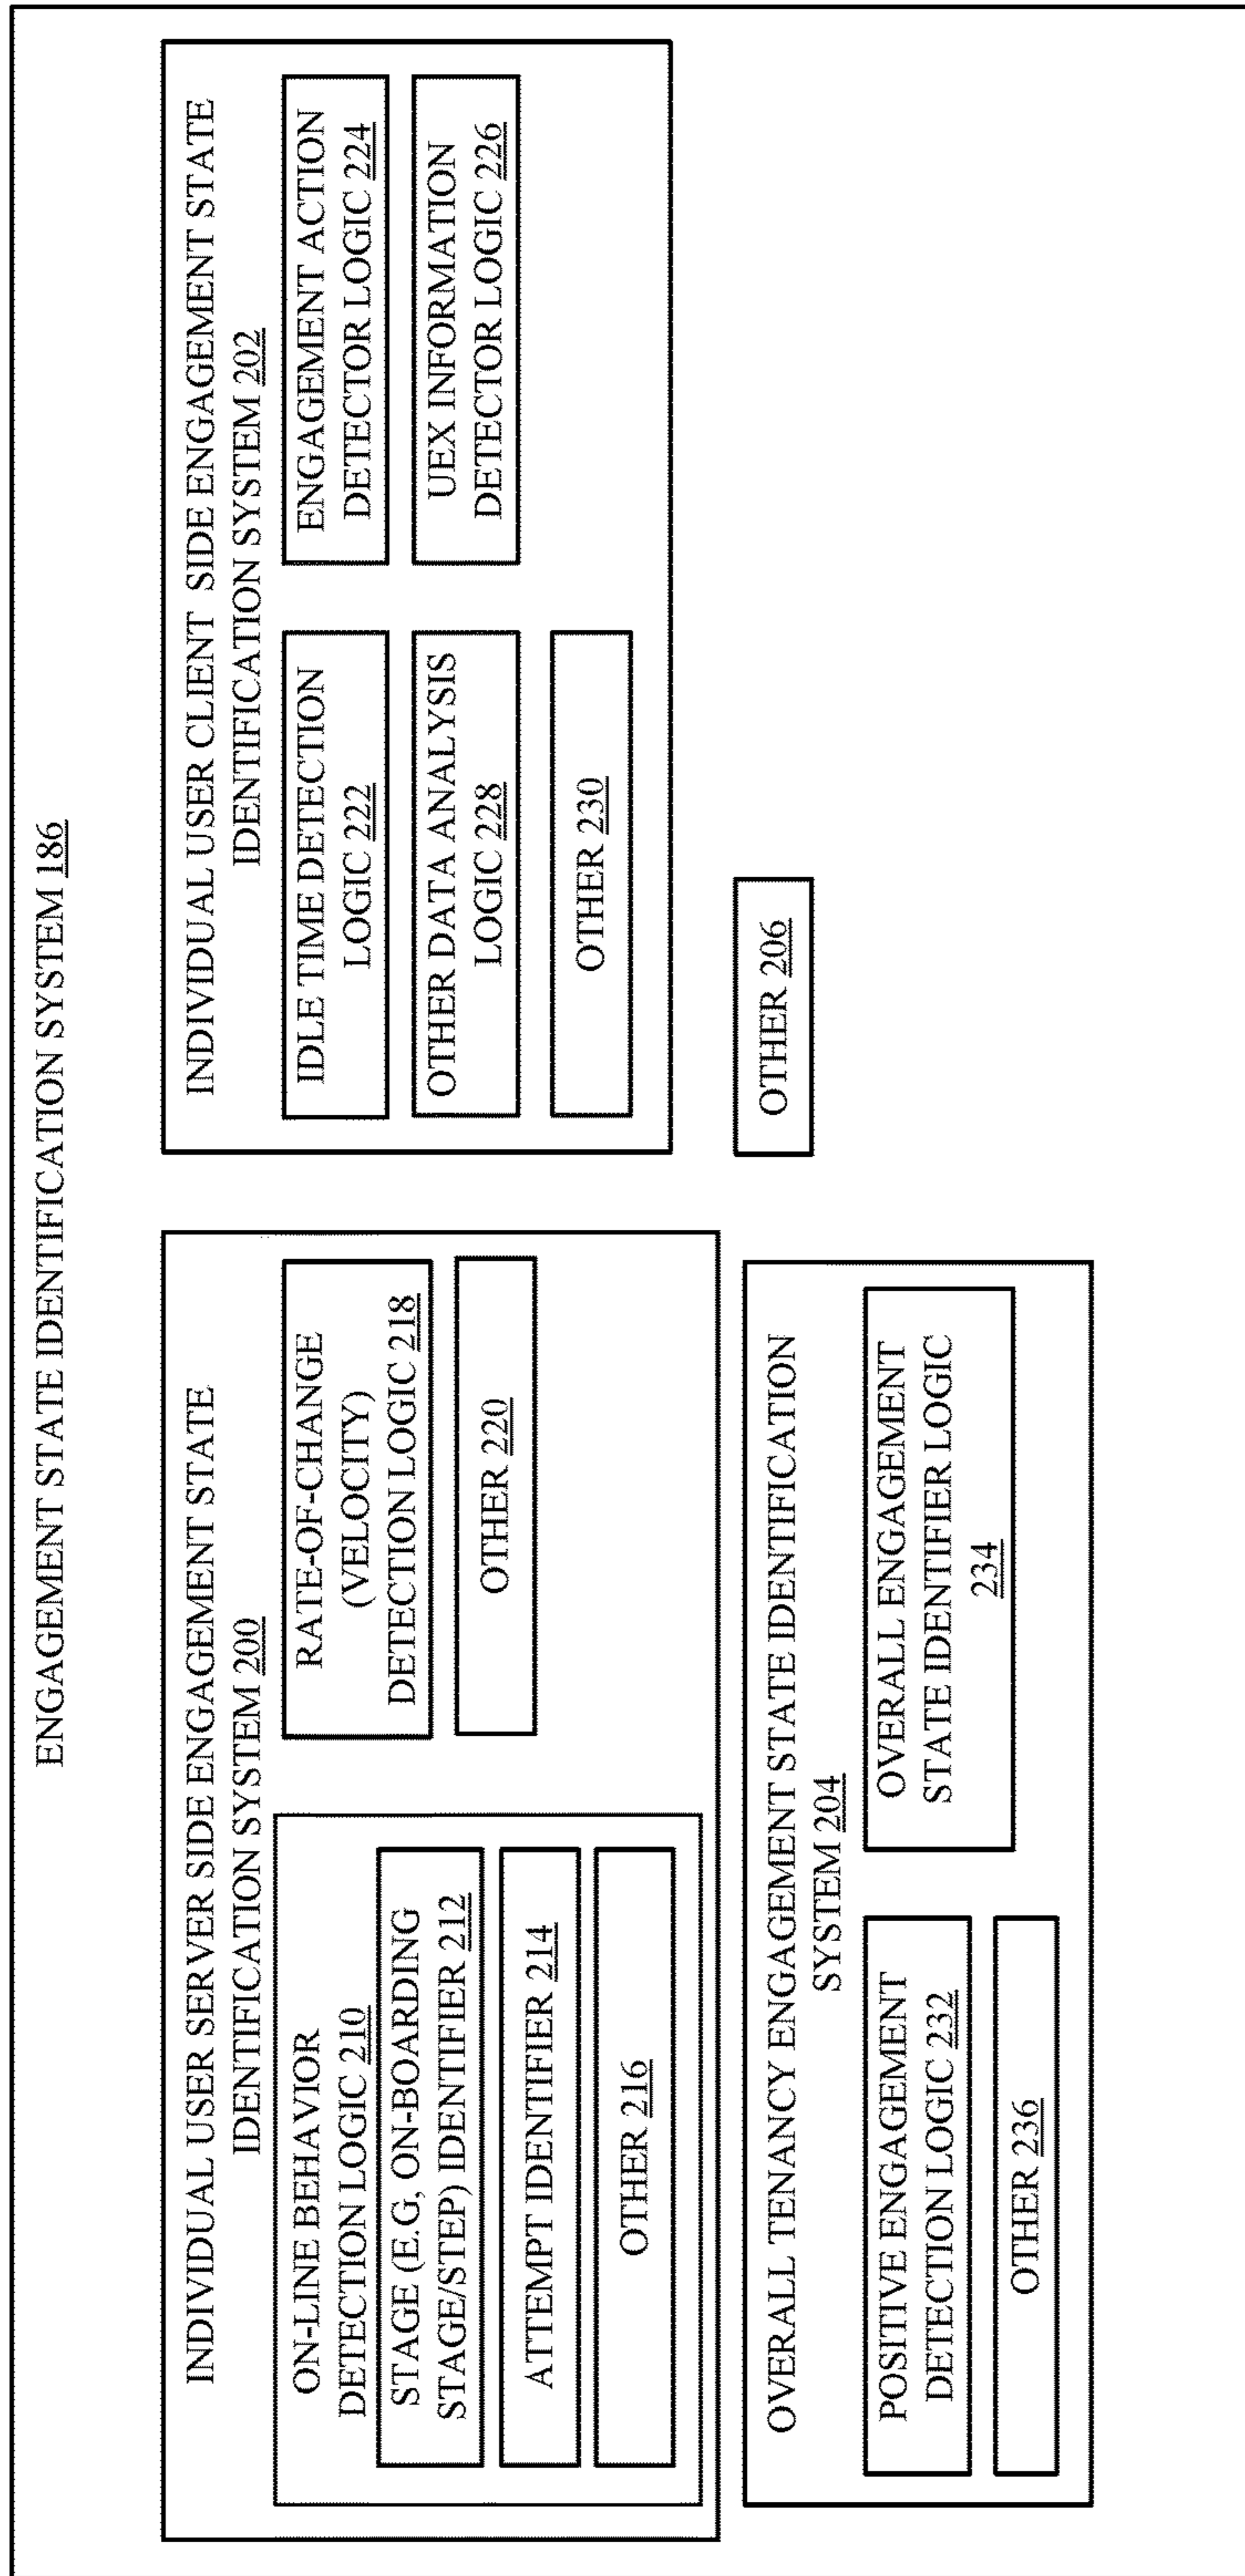 ENGAGEMENT STATE IDENTIFICATION SYSTEM 186
INDIVIDUAL USER SERVER SIDE ENGAGEMENT STATE
IDENTIFICATION SYSTEM 200
ON-LINE BEHAVIOR
DETECTION LOGIC 210
STAGE (E.G, ON-BOARDING
STAGE/STEP) IDENTIFIER 212
ATTEMPT IDENTIFIER 214
OTHER 216
RATE-OF-CHANGE
(VELOCITY)
DETECTION LOGIC 218
OTHER 220
INDIVIDUAL USER CLIENT SIDE ENGAGEMENT STATE
IDENTIFICATION SYSTEM 202
IDLE TIME DETECTION
LOGIC 222
ENGAGEMENT ACTION
DETECTOR LOGIC 224
OTHER DATA ANALYSIS
LOGIC 228
UEX INFORMATION
DETECTOR LOGIC 226
OTHER 230
OVERALL TENANCY ENGAGEMENT STATE IDENTIFICATION
SYSTEM 204
POSITIVE ENGAGEMENT
DETECTION LOGIC 232
OVERALL ENGAGEMENT
STATE IDENTIFIER LOGIC
234
OTHER 236
OTHER 206